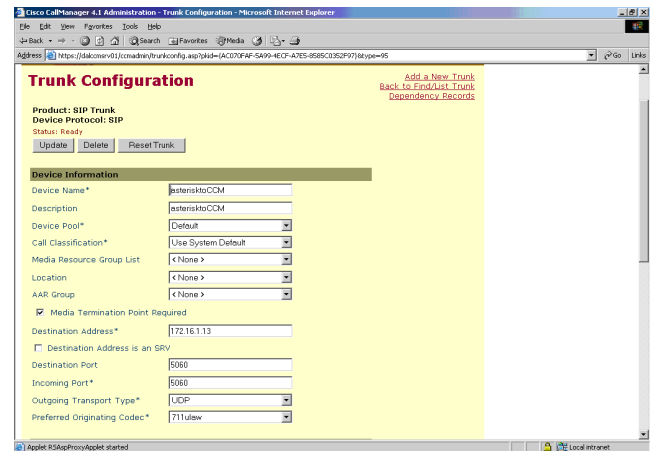 Cisco CallManager 4.1 Administration - Trunk Configuration - Microsoft Internet Explorer
File Edit View Favorites Tools Help
Back Search Favorites Media
Address https://dalccmsrv01/ccmadmin/trunkconfig.asp?pkid={AC070FAF-5A99-4ECF-A7E5-8585C0352F97}&type=95 Go Links
Trunk Configuration
Add a New Trunk
Back to Find/List Trunk
Dependency Records
Product: SIP Trunk
Device Protocol: SIP
Status: Ready
Update Delete Reset Trunk
Device Information
Device Name* asterisktoCCM
Description asterisktoCCM
Device Pool* Default
Call Classification* Use System Default
Media Resource Group List < None >
Location < None >
AAR Group < None >
Media Termination Point Required
Destination Address* 172.16.1.13
Destination Address is an SRV
Destination Port 5060
Incoming Port* 5060
Outgoing Transport Type* UDP
Preferred Originating Codec* 711ulaw
Applet RSAspProxyApplet started Local intranet